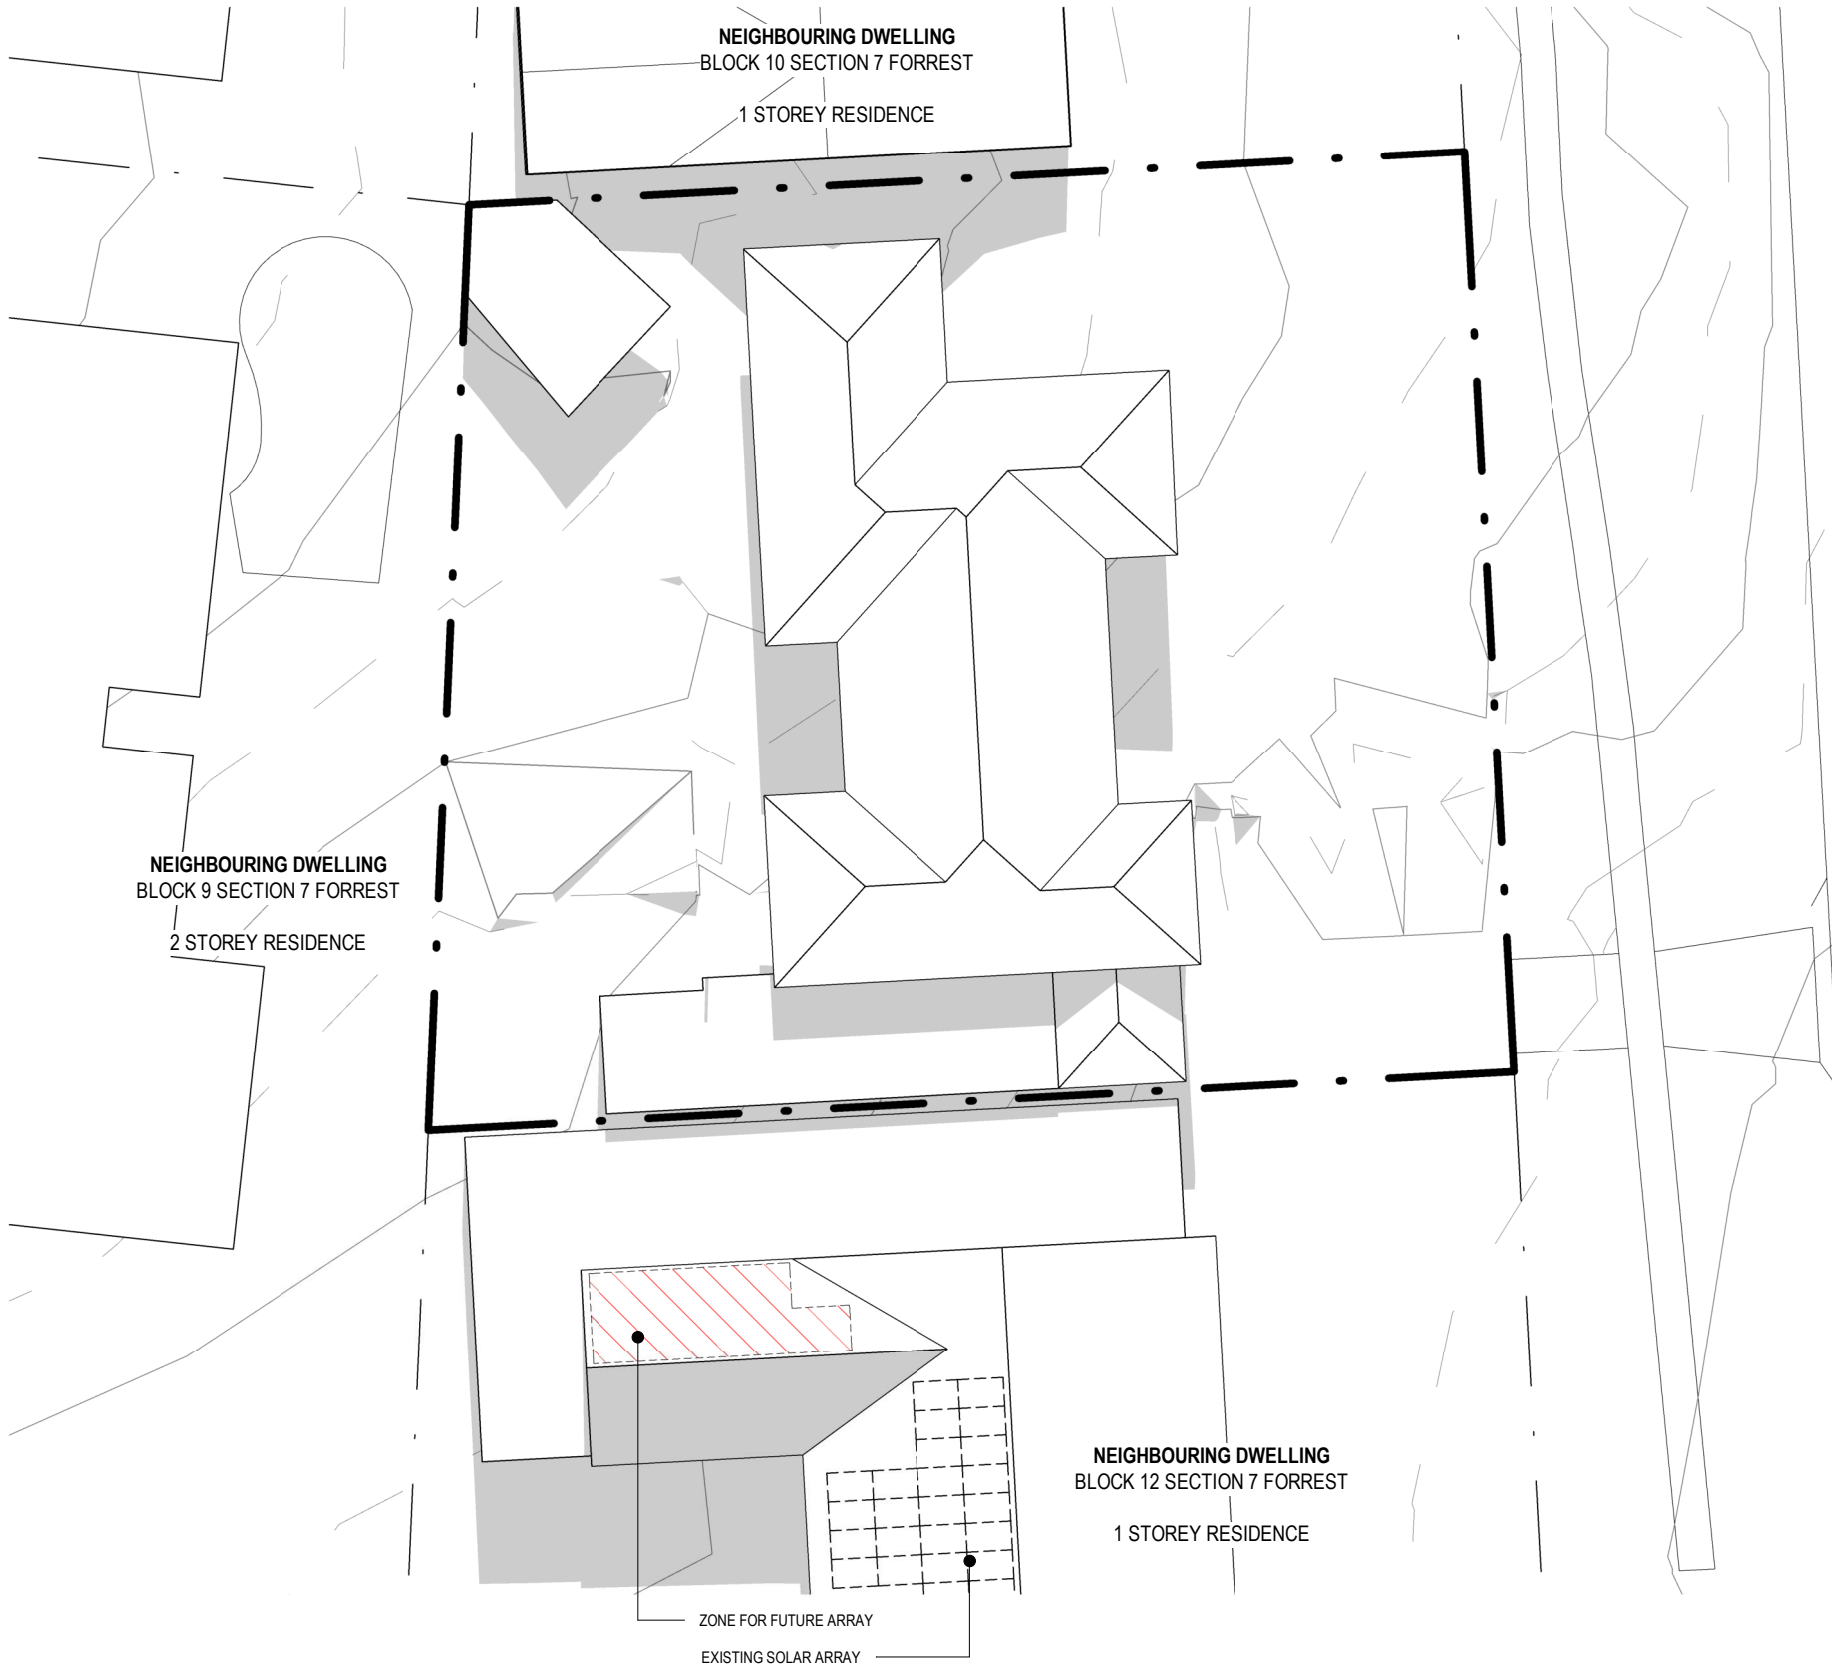 NEIGHBOURING DWELLING
BLOCK 10 SECTION 7 FORREST
1 STOREY RESIDENCE
NEIGHBOURING DWELLING
BLOCK 9 SECTION 7 FORREST
2 STOREY RESIDENCE
NEIGHBOURING DWELLING
BLOCK 12 SECTION 7 FORREST
1 STOREY RESIDENCE
ZONE FOR FUTURE ARRAY
EXISTING SOLAR ARRAY